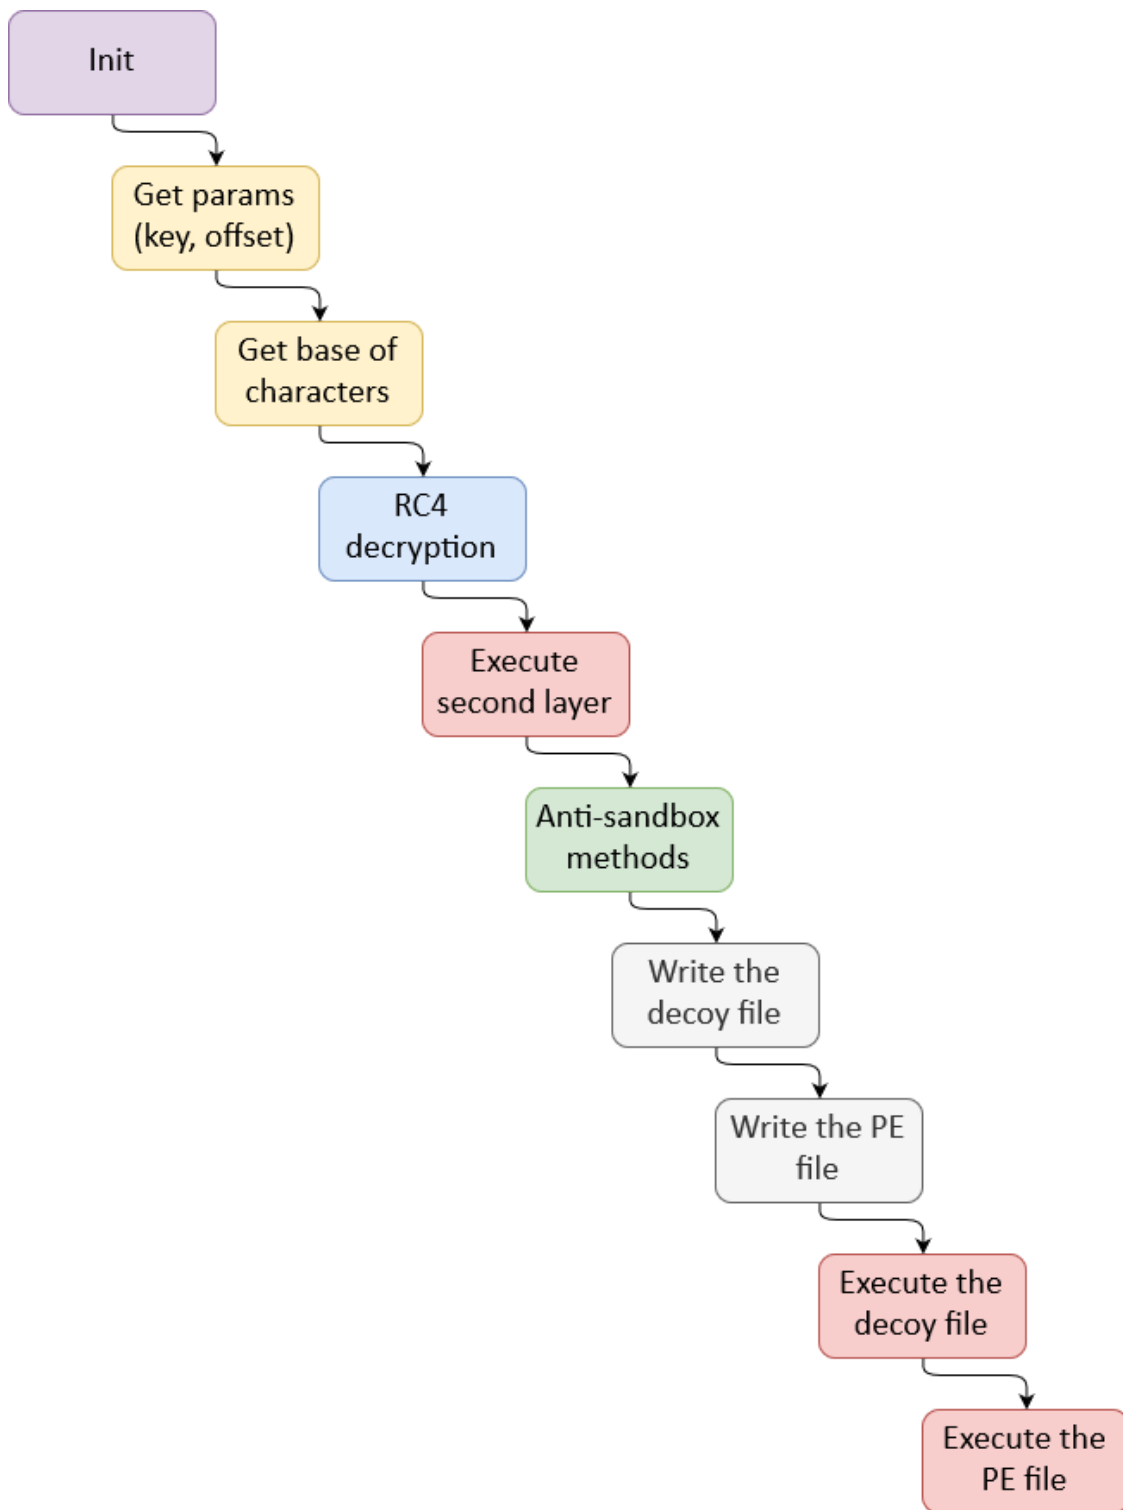 Init
Get params
(key, offset)
Get base of
characters
RC4
decryption
Execute
second layer
Anti-sandbox
methods
Write the
decoy file
Write the PE
file
Execute the
decoy file
Execute the
PE file